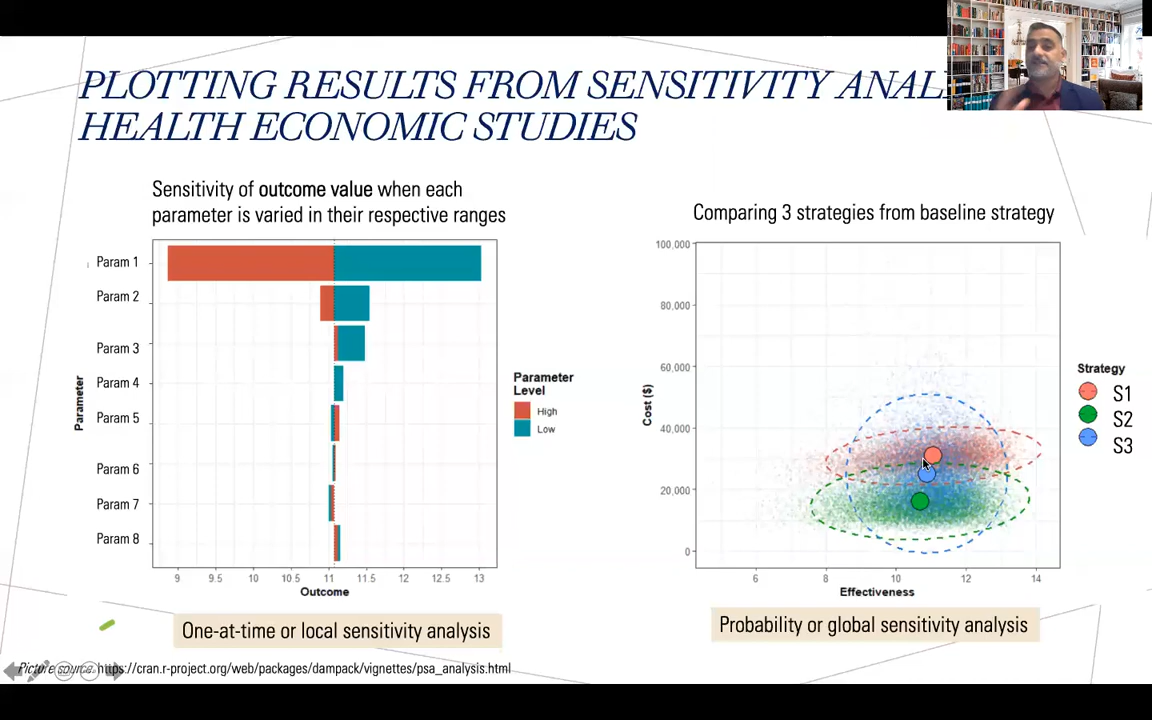 PLOTTING RESULTS FROM SENSITIVITY ANAL
HEALTH ECONOMIC STUDIES
Sensitivity of outcome value when each
parameter is varied in their respective ranges
Param 1
Param 2
Param 3
Param 4
Param 5
Param 6
Param 7
Param 8
Parameter
9 9.5 10 10.5 11 11.5 12 12.5 13
Outcome
Parameter
Level
High
Low
One-at-time or local sensitivity analysis
Comparing 3 strategies from baseline strategy
100,000
80,000
60,000
40,000
20,000
0
Cost ($)
6 8 10 12 14
Effectiveness
Strategy
S1
S2
S3
Probability or global sensitivity analysis
Picture source: https://cran.r-project.org/web/packages/dampack/vignettes/psa_analysis.html